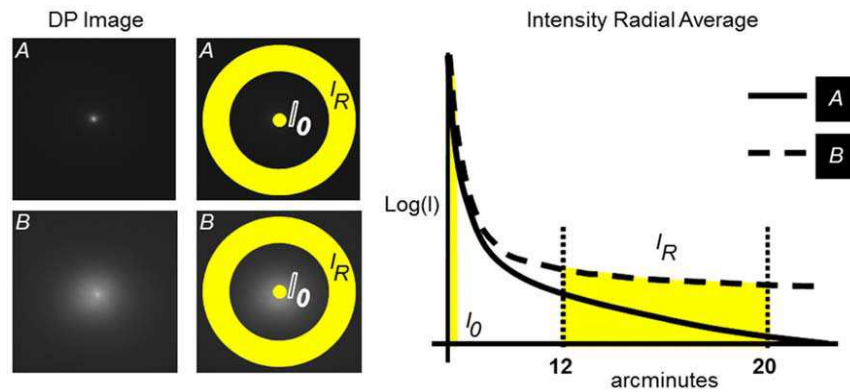 DP Image
Intensity Radial Average
A
A
I_R
I_0
B
B
I_R
I_0
A
B
Log(I)
I_R
I_0
12
20
arcminutes